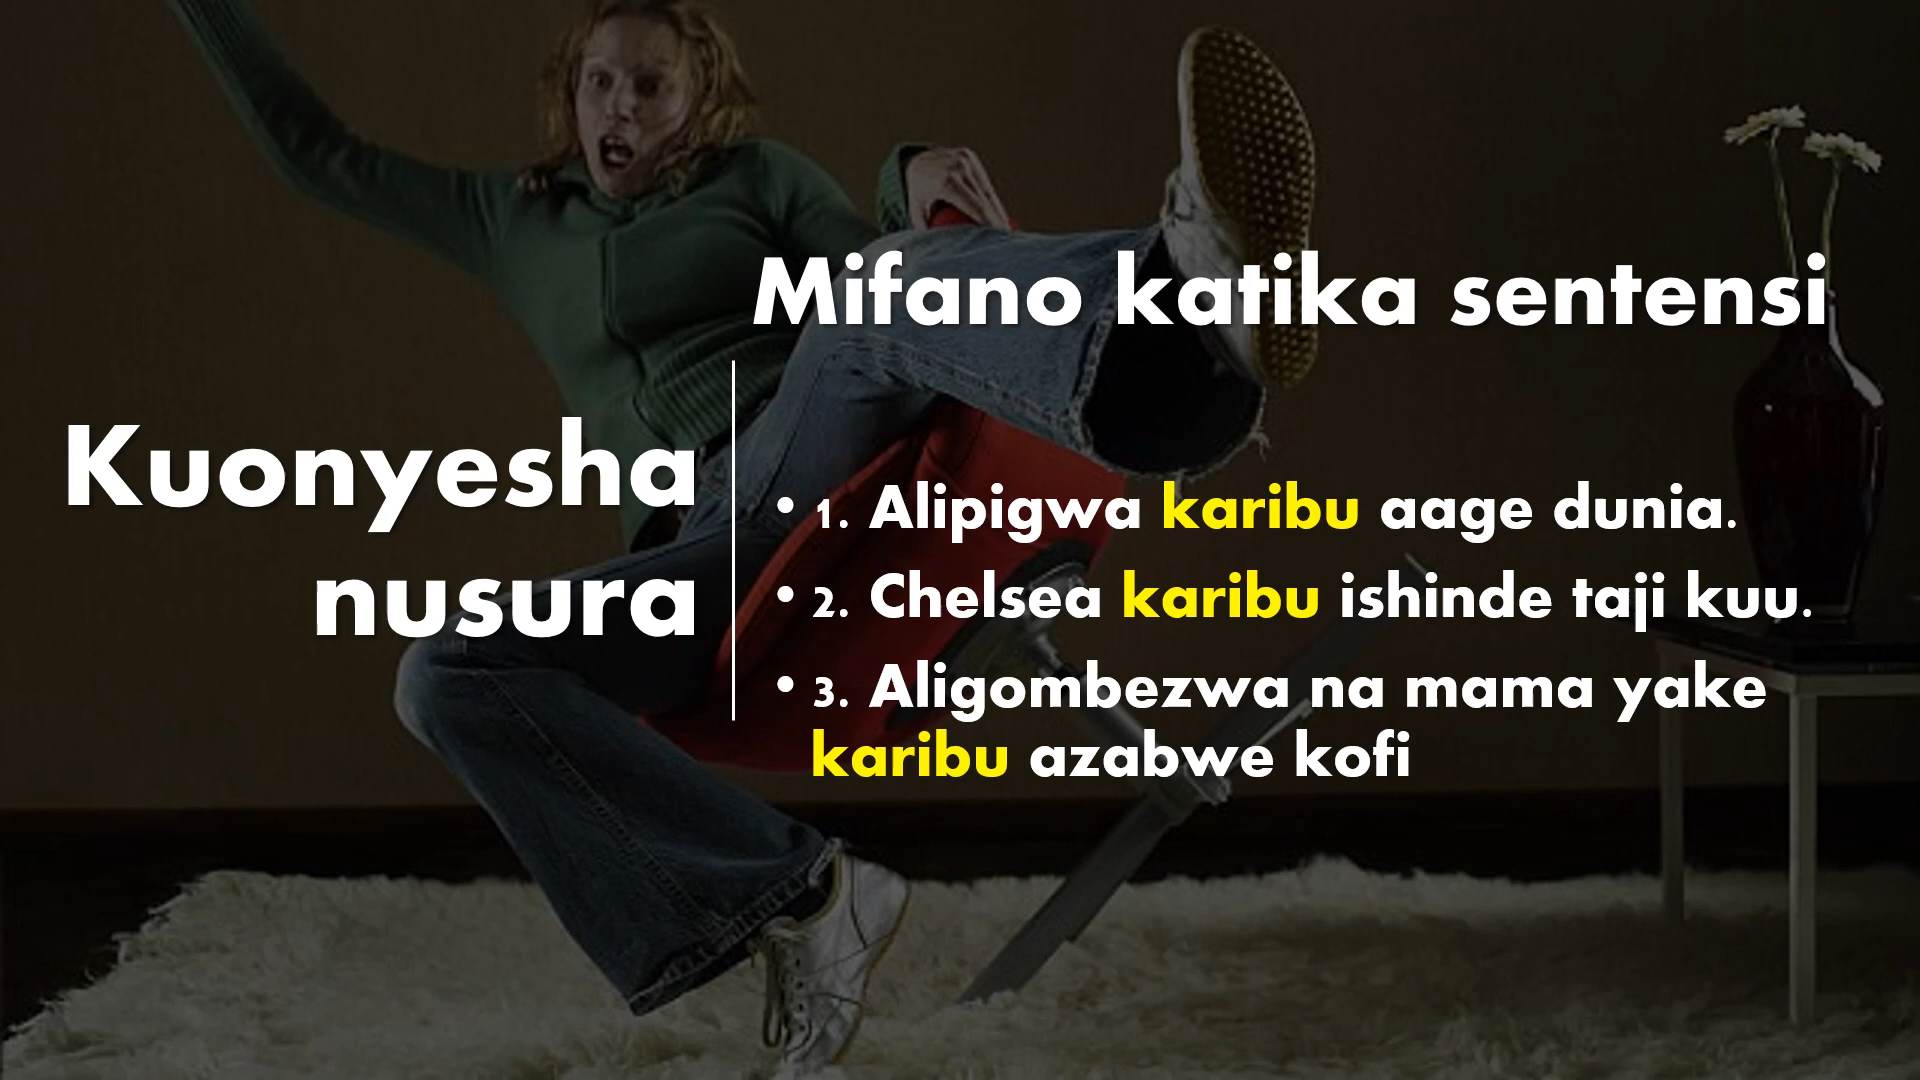 Kuonyesha
nusura
Mifano katika sentensi
• 1. Alipigwa karibu aage dunia.
• 2. Chelsea karibu ishinde taji kuu.
• 3. Aligombezwa na mama yake
karibu azabwe kofi